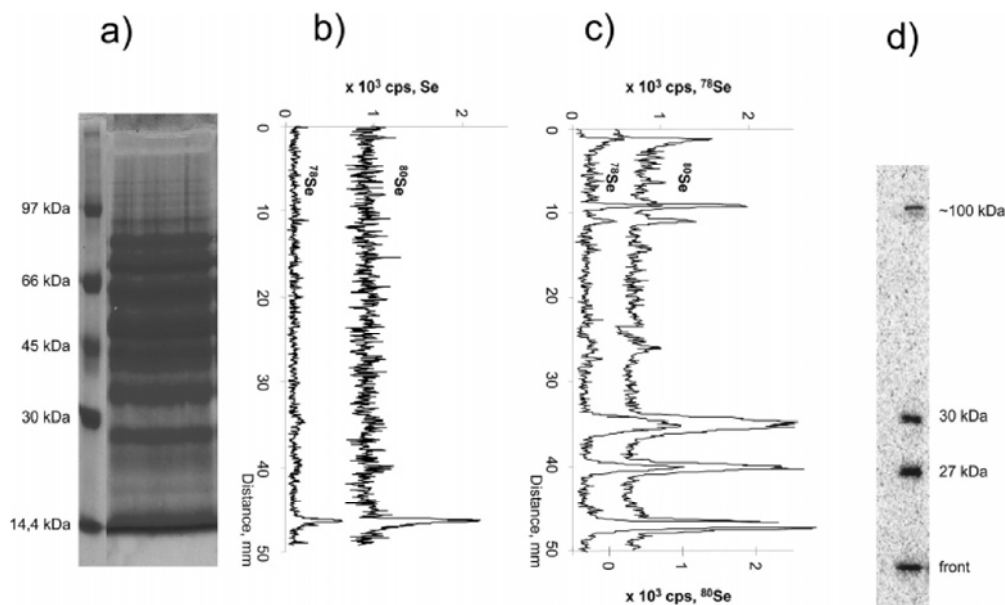 a)
97 kDa
66 kDa
45 kDa
30 kDa
14,4 kDa
b)
x 10³ cps, Se
0 1 2
0
10
20
30
40
50
Distance, mm
⁷⁸Se
⁸⁰Se
c)
x 10³ cps, ⁷⁸Se
0 1 2
0
10
20
30
40
50
Distance, mm
⁷⁸Se
⁸⁰Se
0 1 2
x 10³ cps, ⁸⁰Se
d)
~100 kDa
30 kDa
27 kDa
front